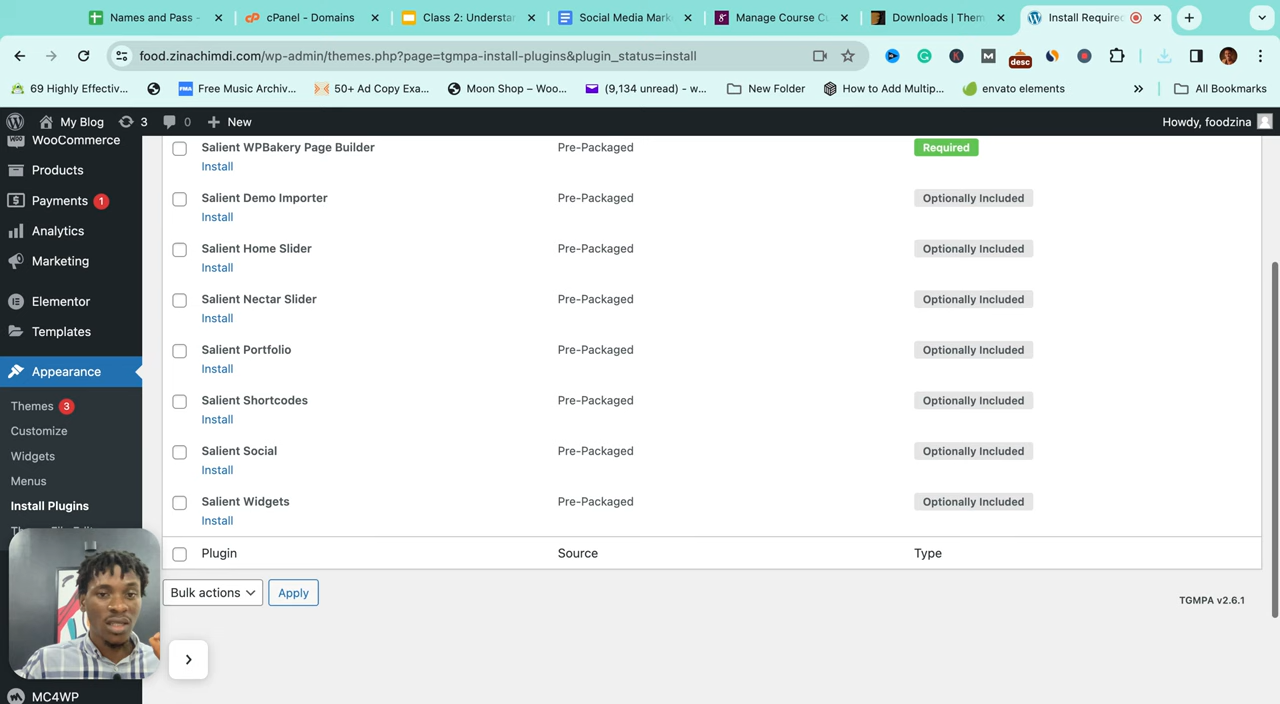 Names and Pass -
cPanel - Domains
Class 2: Understa
Social Media Mark
Manage Course Cu
Downloads | Them
Install Require
food.zinachimdi.com/wp-admin/themes.php?page=tgmpa-install-plugins&plugin_status=install
desc
69 Highly Effectiv...
FMA
Free Music Archiv...
50+ Ad Copy Exa...
Moon Shop – Woo...
(9,134 unread) - w...
New Folder
How to Add Multip...
envato elements
»
All Bookmarks
My Blog
3
0
New
Howdy, foodzina
WooCommerce
Products
Payments 1
Analytics
Marketing
Elementor
Templates
Appearance
Themes 3
Customize
Widgets
Menus
Install Plugins
MC4WP
Salient WPBakery Page Builder Pre-Packaged Required
Install
Salient Demo Importer Pre-Packaged Optionally Included
Install
Salient Home Slider Pre-Packaged Optionally Included
Install
Salient Nectar Slider Pre-Packaged Optionally Included
Install
Salient Portfolio Pre-Packaged Optionally Included
Install
Salient Shortcodes Pre-Packaged Optionally Included
Install
Salient Social Pre-Packaged Optionally Included
Install
Salient Widgets Pre-Packaged Optionally Included
Install
Plugin Source Type
Bulk actions Apply
TGMPA v2.6.1